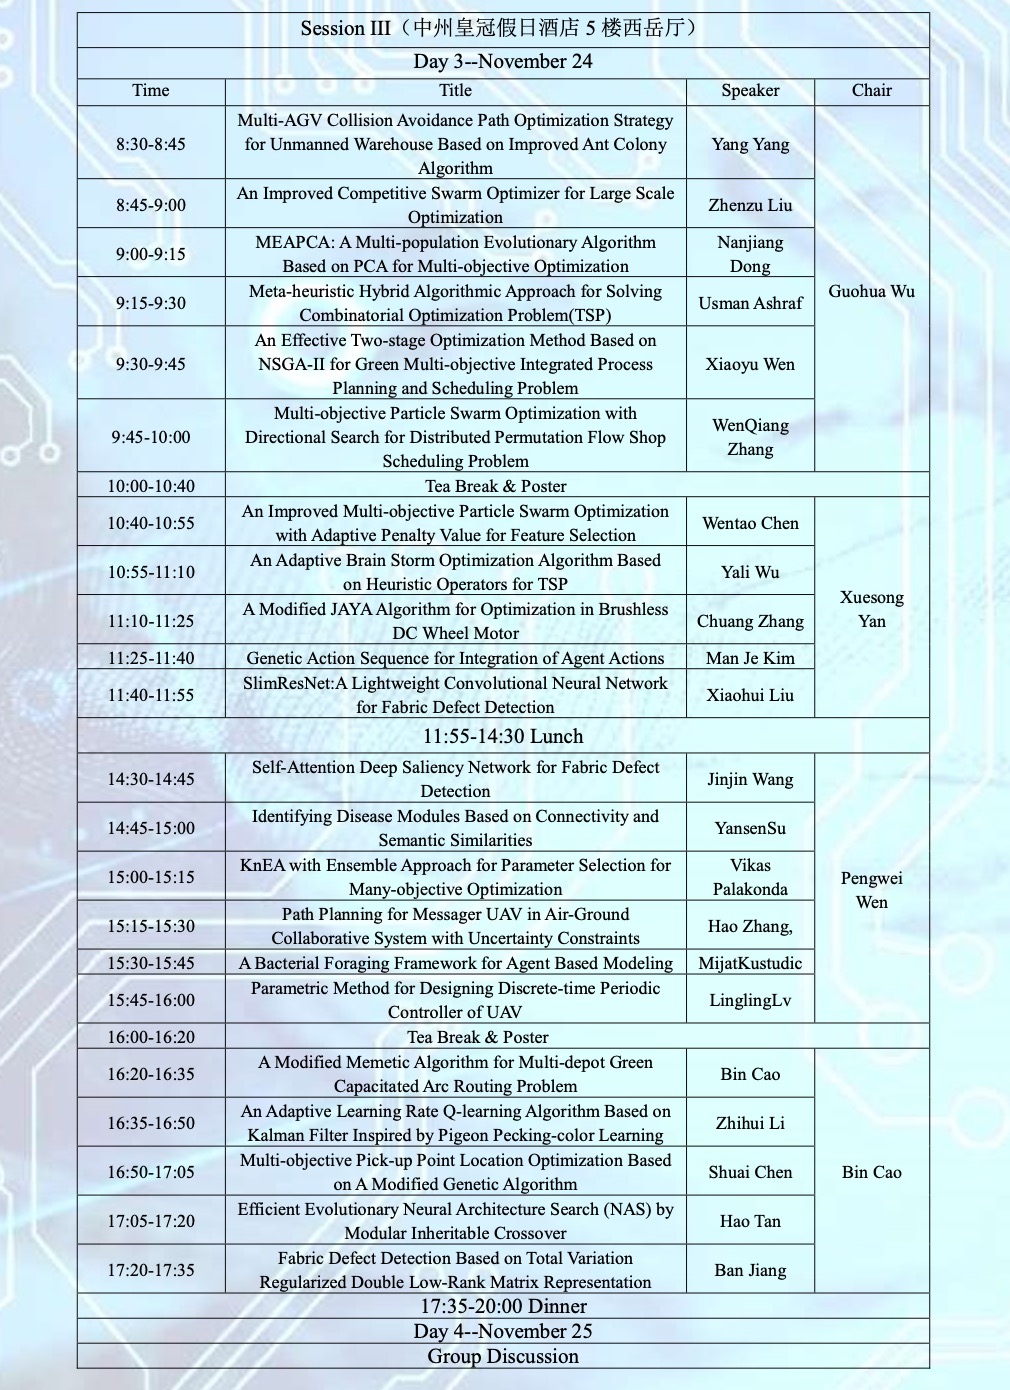 Session III（中州皇冠假日酒店 5 楼西岳厅）
Day 3--November 24
Time Title Speaker Chair
8:30-8:45
Multi-AGV Collision Avoidance Path Optimization Strategy
for Unmanned Warehouse Based on Improved Ant Colony
Algorithm
Yang Yang
8:45-9:00
An Improved Competitive Swarm Optimizer for Large Scale
Optimization
Zhenzu Liu
9:00-9:15
MEAPCA: A Multi-population Evolutionary Algorithm
Based on PCA for Multi-objective Optimization
Nanjiang
Dong
9:15-9:30
Meta-heuristic Hybrid Algorithmic Approach for Solving
Combinatorial Optimization Problem(TSP)
Usman Ashraf
9:30-9:45
An Effective Two-stage Optimization Method Based on
NSGA-II for Green Multi-objective Integrated Process
Planning and Scheduling Problem
Xiaoyu Wen
9:45-10:00
Multi-objective Particle Swarm Optimization with
Directional Search for Distributed Permutation Flow Shop
Scheduling Problem
WenQiang
Zhang
Guohua Wu
10:00-10:40 Tea Break & Poster
10:40-10:55
An Improved Multi-objective Particle Swarm Optimization
with Adaptive Penalty Value for Feature Selection
Wentao Chen
10:55-11:10
An Adaptive Brain Storm Optimization Algorithm Based
on Heuristic Operators for TSP
Yali Wu
11:10-11:25
A Modified JAYA Algorithm for Optimization in Brushless
DC Wheel Motor
Chuang Zhang
11:25-11:40 Genetic Action Sequence for Integration of Agent Actions Man Je Kim
11:40-11:55
SlimResNet:A Lightweight Convolutional Neural Network
for Fabric Defect Detection
Xiaohui Liu
Xuesong
Yan
11:55-14:30 Lunch
14:30-14:45
Self-Attention Deep Saliency Network for Fabric Defect
Detection
Jinjin Wang
14:45-15:00
Identifying Disease Modules Based on Connectivity and
Semantic Similarities
YansenSu
15:00-15:15
KnEA with Ensemble Approach for Parameter Selection for
Many-objective Optimization
Vikas
Palakonda
15:15-15:30
Path Planning for Messager UAV in Air-Ground
Collaborative System with Uncertainty Constraints
Hao Zhang,
15:30-15:45 A Bacterial Foraging Framework for Agent Based Modeling MijatKustudic
15:45-16:00
Parametric Method for Designing Discrete-time Periodic
Controller of UAV
LinglingLv
Pengwei
Wen
16:00-16:20 Tea Break & Poster
16:20-16:35
A Modified Memetic Algorithm for Multi-depot Green
Capacitated Arc Routing Problem
Bin Cao
16:35-16:50
An Adaptive Learning Rate Q-learning Algorithm Based on
Kalman Filter Inspired by Pigeon Pecking-color Learning
Zhihui Li
16:50-17:05
Multi-objective Pick-up Point Location Optimization Based
on A Modified Genetic Algorithm
Shuai Chen
17:05-17:20
Efficient Evolutionary Neural Architecture Search (NAS) by
Modular Inheritable Crossover
Hao Tan
17:20-17:35
Fabric Defect Detection Based on Total Variation
Regularized Double Low-Rank Matrix Representation
Ban Jiang
Bin Cao
17:35-20:00 Dinner
Day 4--November 25
Group Discussion